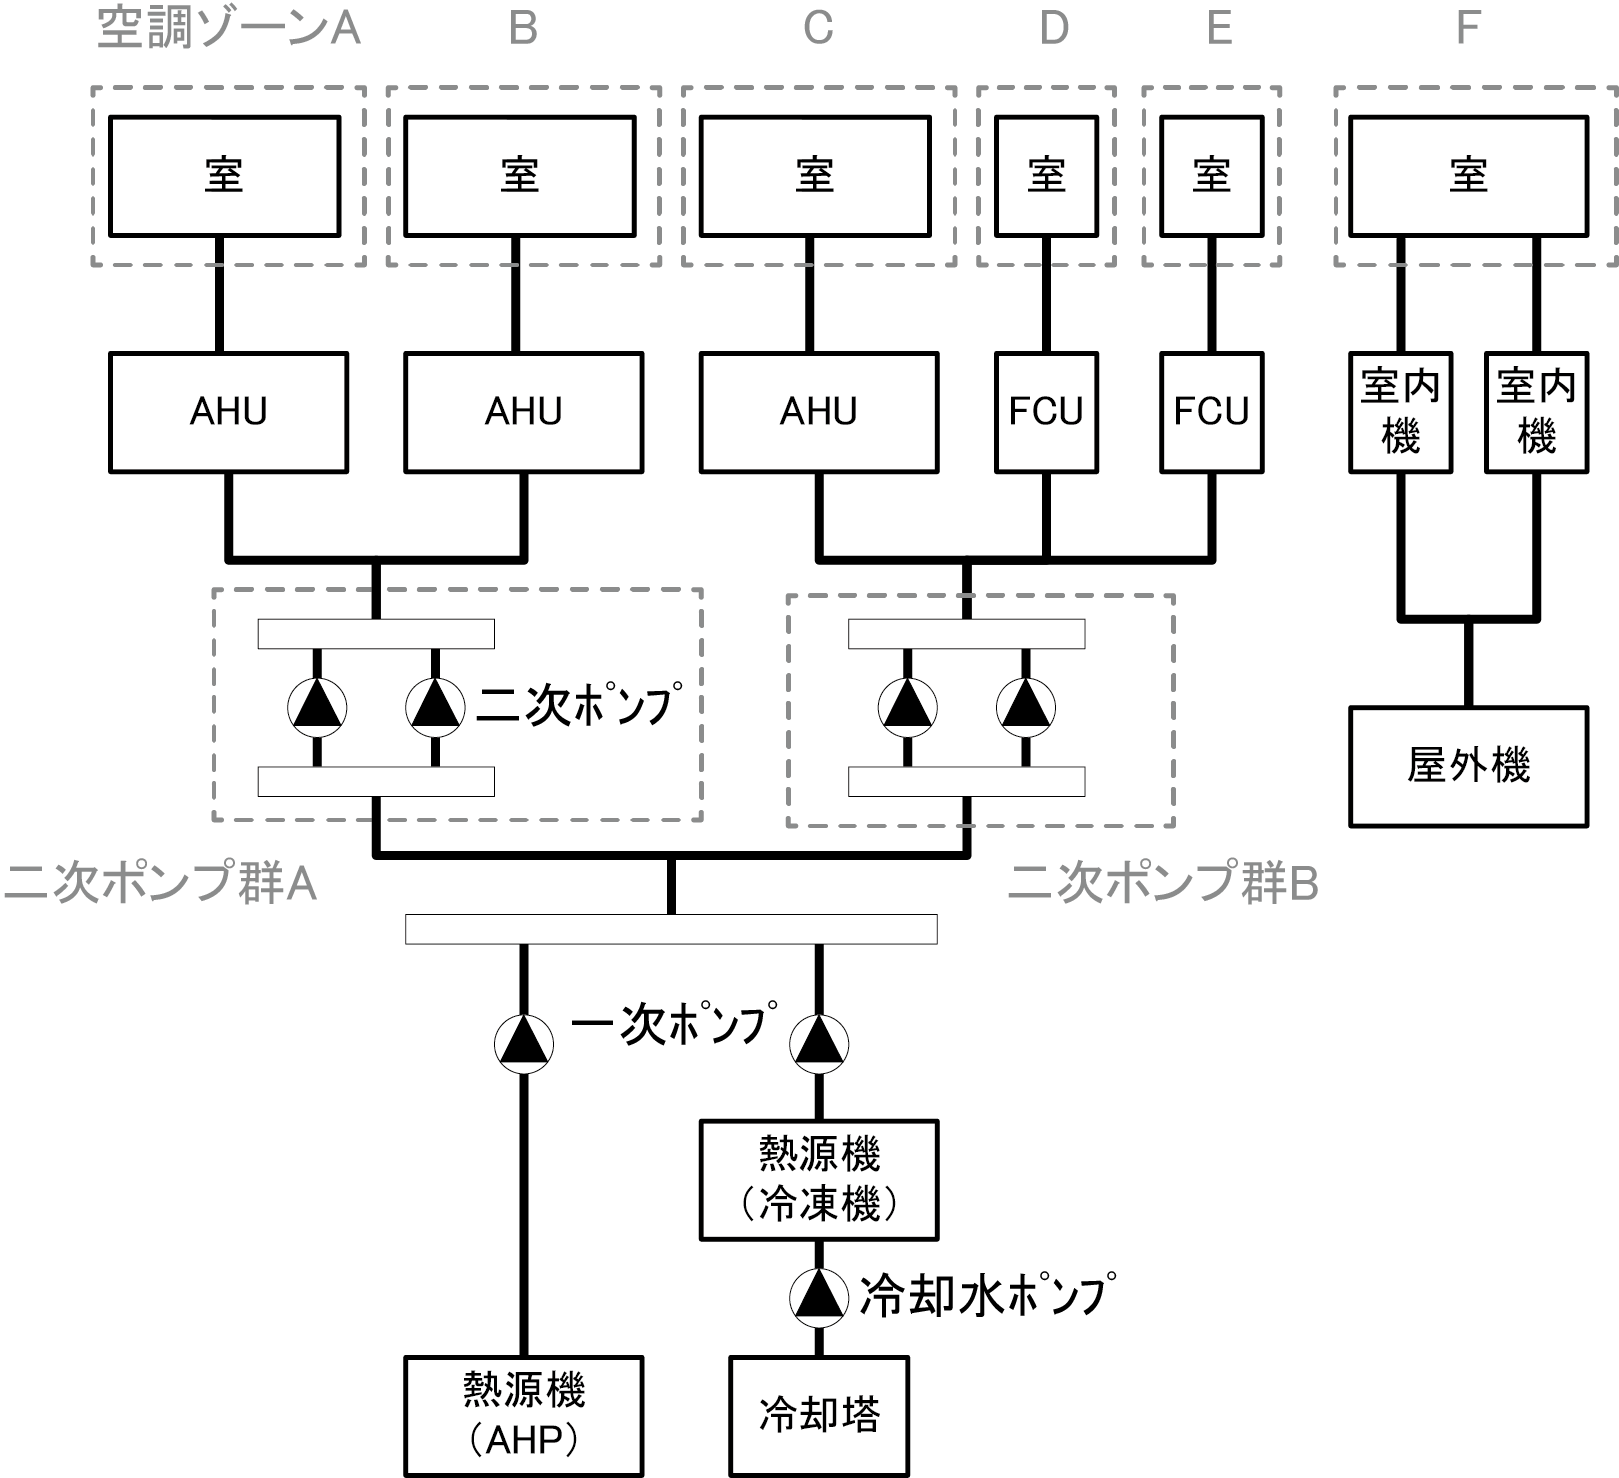 空調ゾーンA
B
C
D
E
F
室
室
室
室
室
室
AHU
AHU
AHU
FCU
FCU
室内
機
室内
機
二次ポンプ
屋外機
二次ポンプ群A
二次ポンプ群B
一次ポンプ
熱源機
（冷凍機）
冷却水ポンプ
熱源機
（AHP）
冷却塔